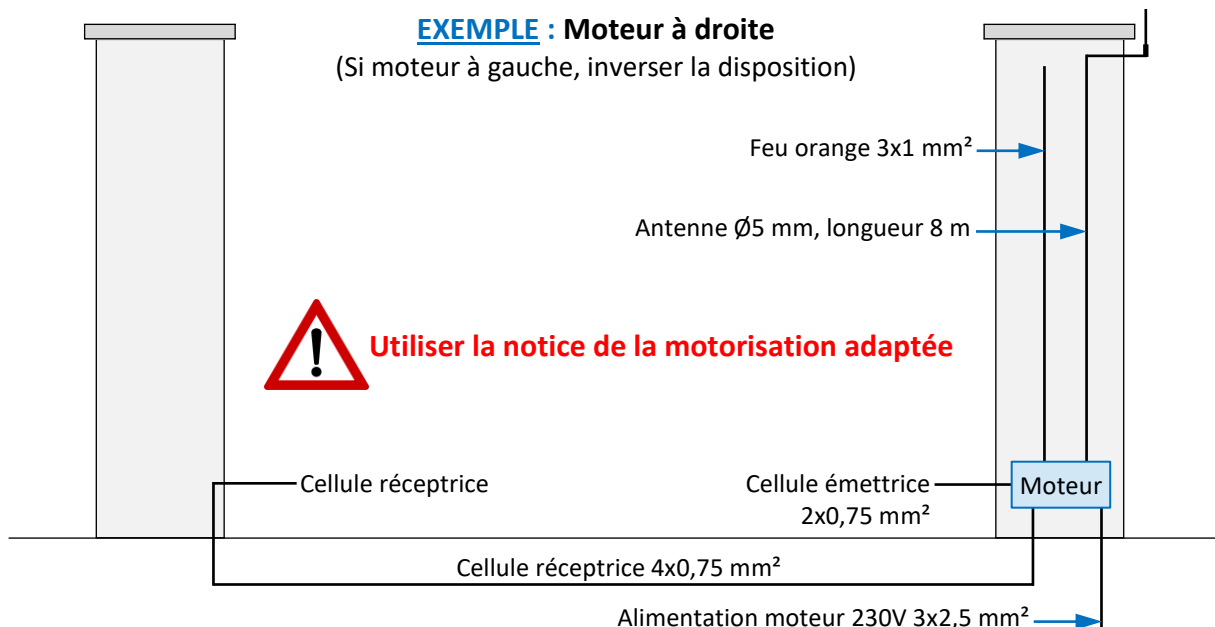 EXEMPLE : Moteur à droite
(Si moteur à gauche, inverser la disposition)
Feu orange 3x1 mm²
Antenne Ø5 mm, longueur 8 m
Utiliser la notice de la motorisation adaptée
Cellule réceptrice
Cellule émettrice
2x0,75 mm²
Moteur
Cellule réceptrice 4x0,75 mm²
Alimentation moteur 230V 3x2,5 mm²